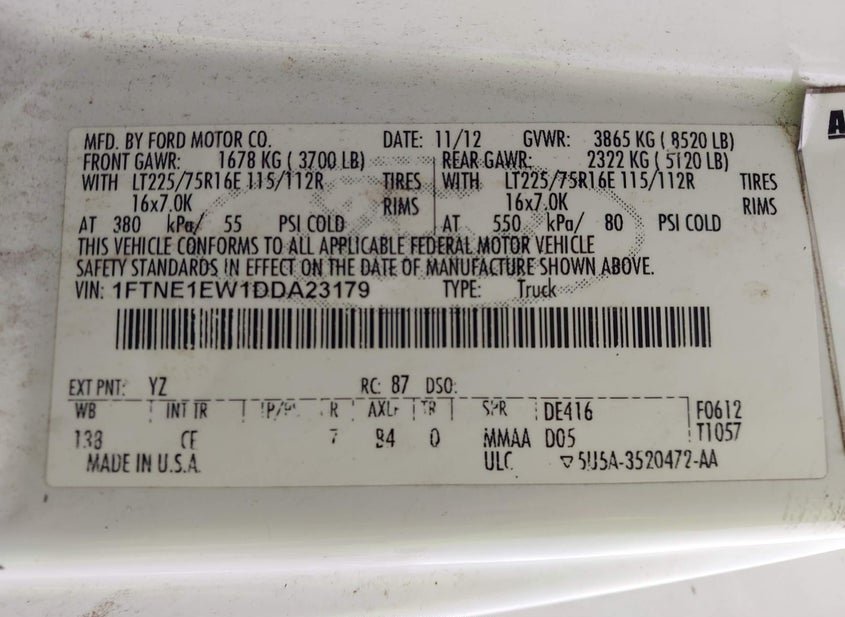 MFD. BY FORD MOTOR CO. DATE: 11/12 GVWR: 3865 KG ( 8520 LB)
FRONT GAWR: 1678 KG ( 3700 LB) REAR GAWR: 2322 KG ( 5120 LB)
WITH LT225/75R16E 115/112R TIRES WITH LT225/75R16E 115/112R TIRES
16x7.0K RIMS 16x7.0K RIMS
AT 380 kPa/ 55 PSI COLD AT 550 kPa/ 80 PSI COLD
THIS VEHICLE CONFORMS TO ALL APPLICABLE FEDERAL MOTOR VEHICLE
SAFETY STANDARDS IN EFFECT ON THE DATE OF MANUFACTURE SHOWN ABOVE.
VIN: 1FTNE1EW1DDA23179 TYPE: Truck
EXT PNT: YZ RC: 87 DSO:
WB INT TR TP/PS R AXLE TR SPR DE416 F0612
138 CE 7 B4 0 MMAA D05 T1057
MADE IN U.S.A. ULC 5U5A-3520472-AA